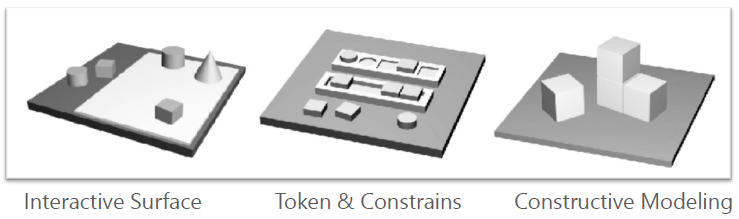 Interactive Surface
Token & Constrains
Constructive Modeling